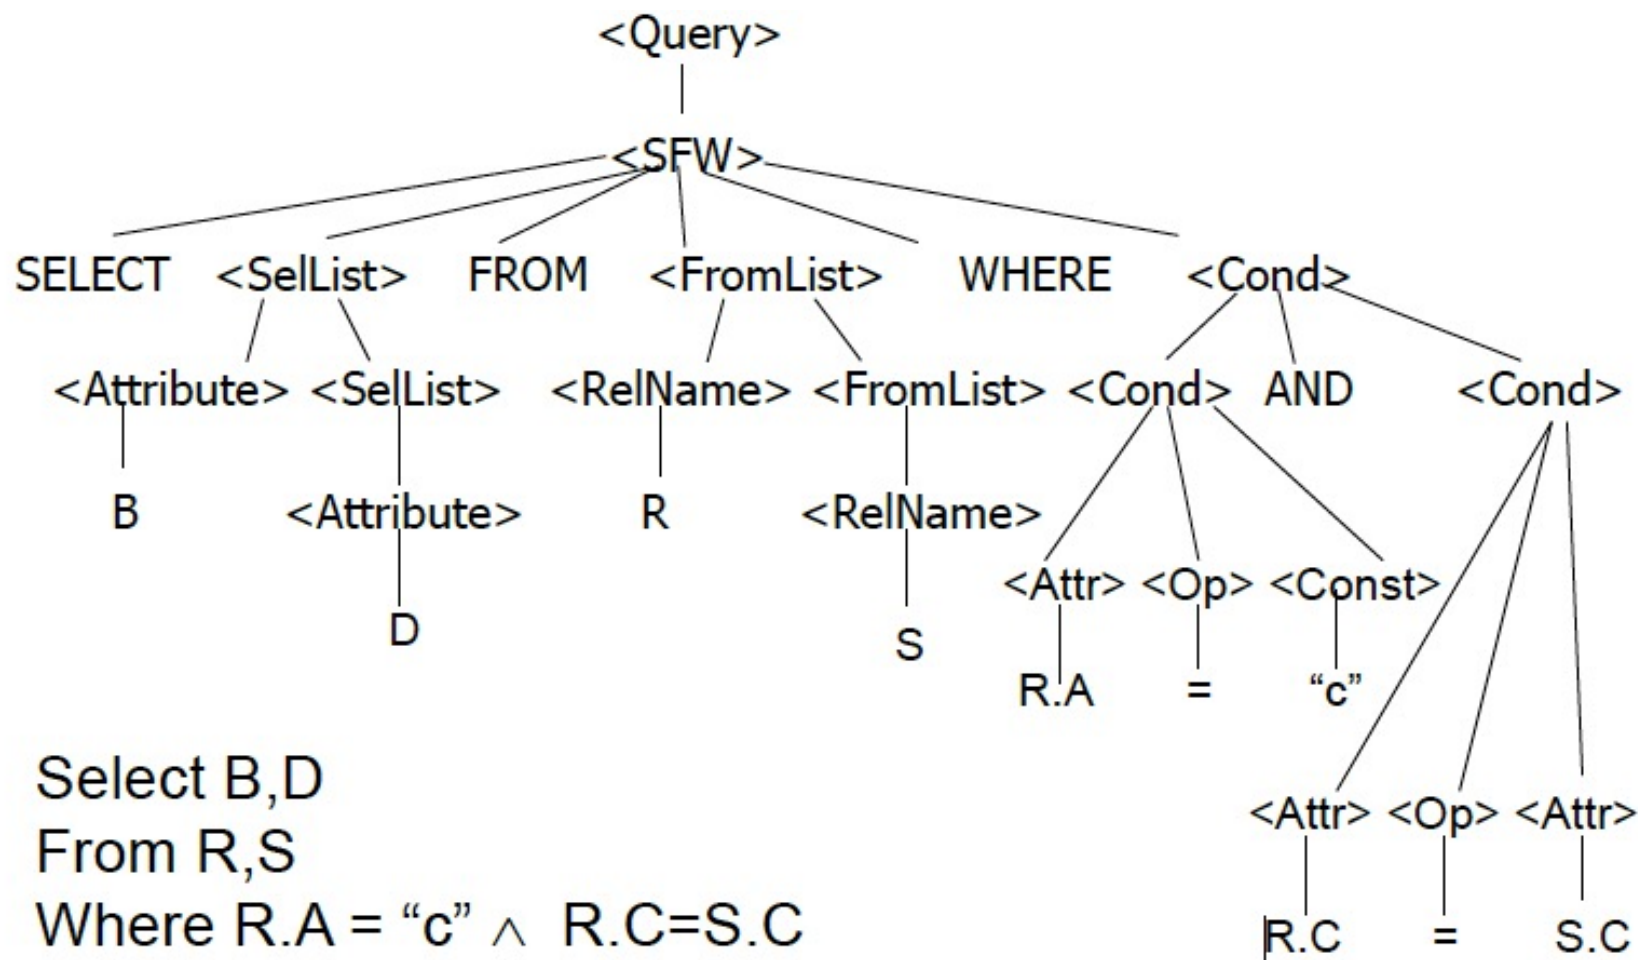 <Query>
<SFW>
SELECT <SelList> FROM <FromList> WHERE <Cond>
<Attribute> <SelList> <RelName> <FromList> <Cond> AND <Cond>
B <Attribute> R <RelName>
<Attr> <Op> <Const>
D S
R.A = “c”
Select B,D
<Attr> <Op> <Attr>
From R,S
Where R.A = “c” ∧ R.C=S.C
R.C = S.C